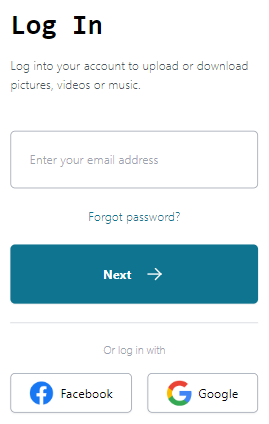 Log In
Log into your account to upload or download
pictures, videos or music.
Enter your email address
Forgot password?
Next
Or log in with
Facebook
Google